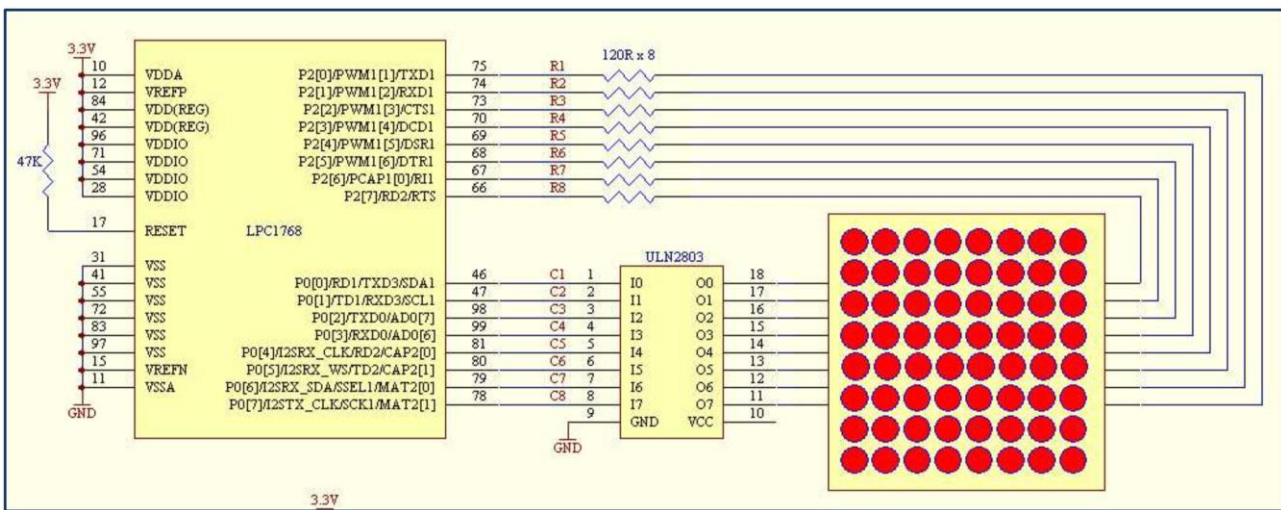 3.3V
10 VDDA P2[0]/PWM1[1]/TXD1 75 R1 120R x 8
3.3V 12 VREFP P2[1]/PWM1[2]/RXD1 74 R2
84 VDD(REG) P2[2]/PWM1[3]/CTS1 73 R3
42 VDD(REG) P2[3]/PWM1[4]/DCD1 70 R4
96 VDDIO P2[4]/PWM1[5]/DSR1 69 R5
47K 71 VDDIO P2[5]/PWM1[6]/DTR1 68 R6
54 VDDIO P2[6]/PCAP1[0]/RI1 67 R7
28 VDDIO P2[7]/RD2/RTS 66 R8
17 RESET LPC1768
31 VSS ULN2803
41 VSS P0[0]/RD1/TXD3/SDA1 46 C1 1 I0 O0 18
55 VSS P0[1]/TD1/RXD3/SCL1 47 C2 2 I1 O1 17
72 VSS P0[2]/TXD0/AD0[7] 98 C3 3 I2 O2 16
83 VSS P0[3]/RXD0/AD0[6] 99 C4 4 I3 O3 15
97 VSS P0[4]/I2SRX_CLK/RD2/CAP2[0] 81 C5 5 I4 O4 14
15 VREFN P0[5]/I2SRX_WS/TD2/CAP2[1] 80 C6 6 I5 O5 13
11 VSSA P0[6]/I2SRX_SDA/SSEL1/MAT2[0] 79 C7 7 I6 O6 12
P0[7]/I2STX_CLK/SCK1/MAT2[1] 78 C8 8 I7 O7 11
GND 9 GND VCC 10
GND
3.3V